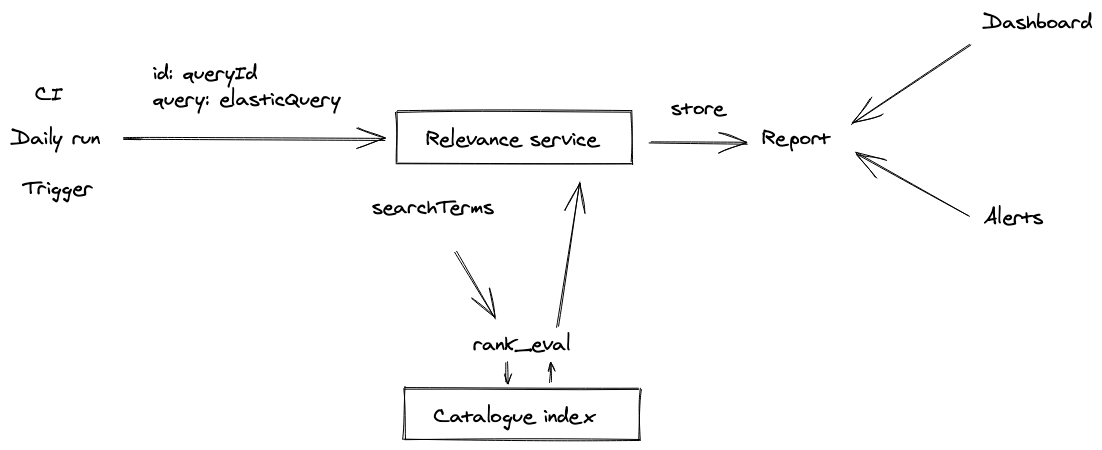 Dashboard
id: queryId
query: elasticQuery
CI
Daily run
Trigger
Relevance service
store
Report
searchTerms
Alerts
rank_eval
Catalogue index